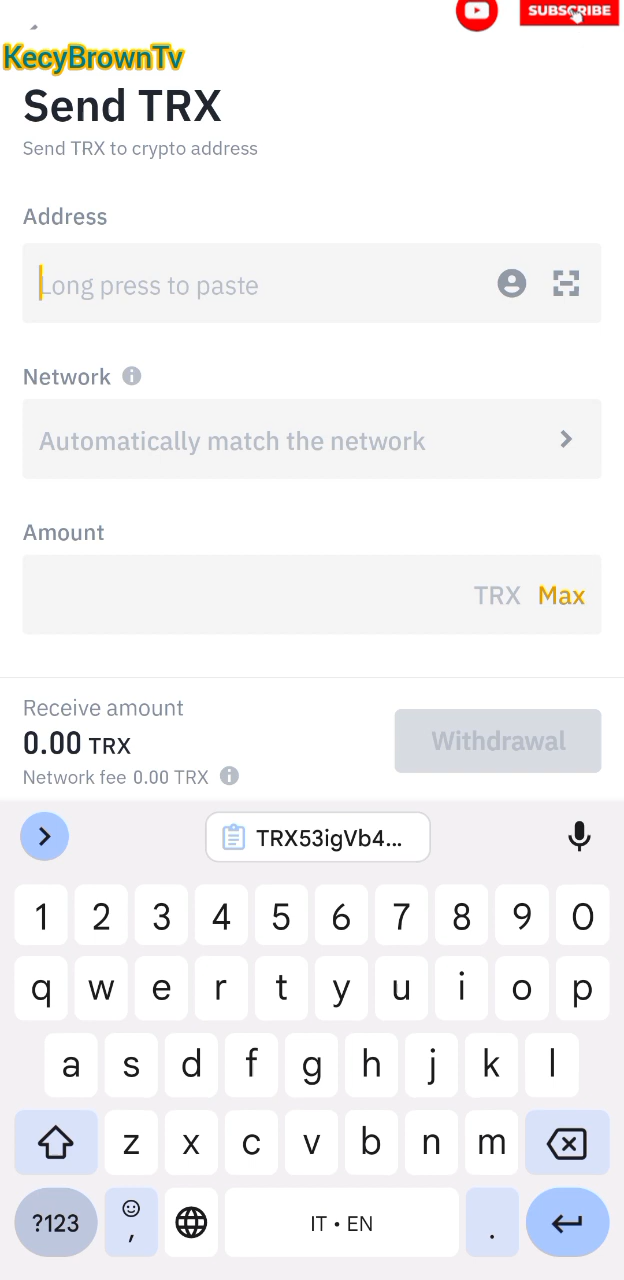 SUBSCRIBE
KecyBrownTv
Send TRX
Send TRX to crypto address
Address
Long press to paste
Network
Automatically match the network
Amount
TRX Max
Receive amount
0.00 TRX
Withdrawal
Network fee 0.00 TRX
TRX53igVb4...
1 2 3 4 5 6 7 8 9 0
q w e r t y u i o p
a s d f g h j k l
z x c v b n m
?123 , IT • EN .